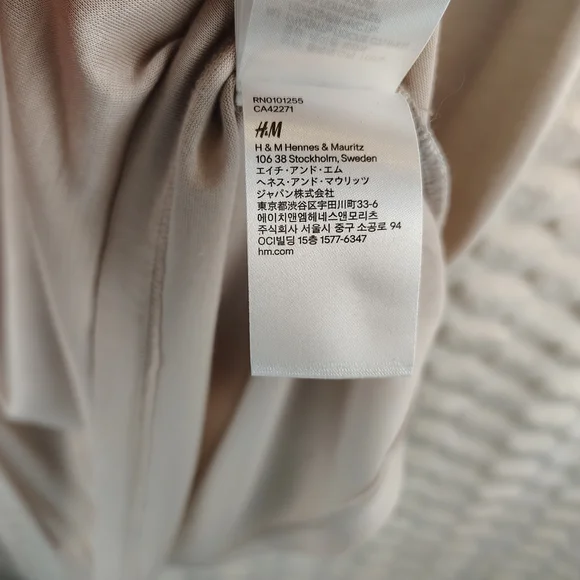 RN0101255
CA42271
H&M
H & M Hennes & Mauritz
106 38 Stockholm, Sweden
エイチ・アンド・エム
ヘネス・アンド・マウリッツ
ジャパン株式会社
東京都渋谷区宇田川町33-6
에이치앤엠헤네스앤모리츠
주식회사 서울시 중구 소공로 94
OCI빌딩 15층 1577-6347
hm.com